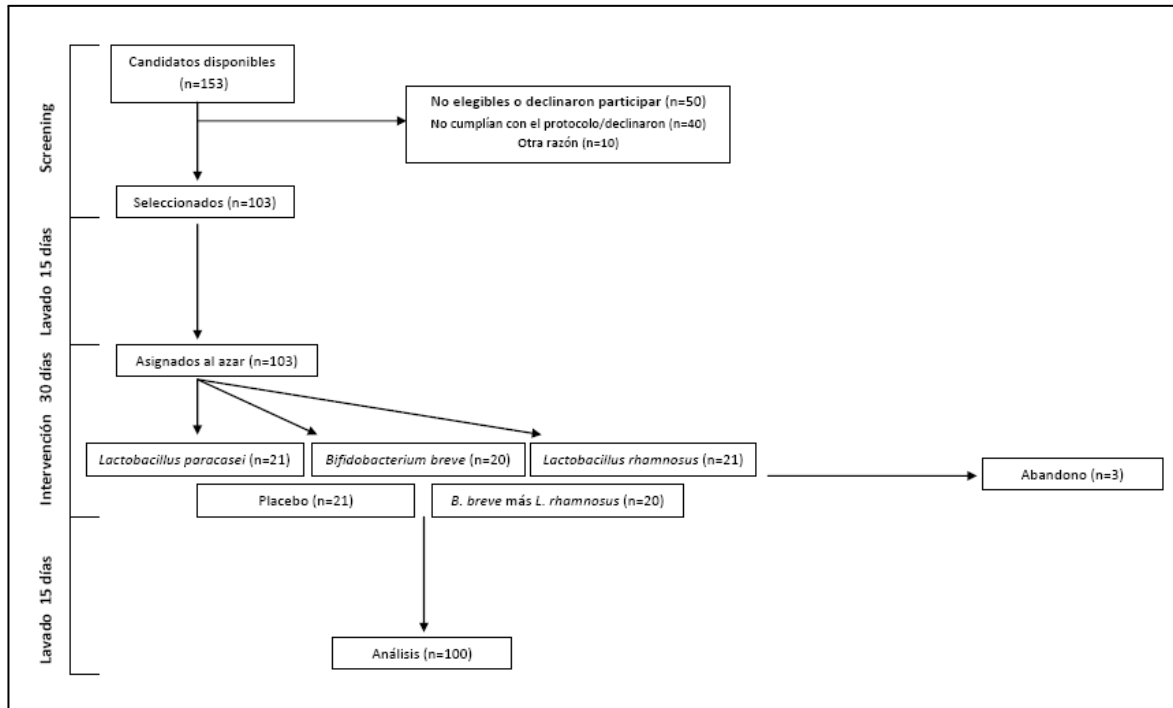 Screening
Candidatos disponibles
(n=153)
No elegibles o declinaron participar (n=50)
No cumplían con el protocolo/declinaron (n=40)
Otra razón (n=10)
Seleccionados (n=103)
Lavado 15 días
Intervención 30 días
Asignados al azar (n=103)
Lactobacillus paracasei (n=21)
Bifidobacterium breve (n=20)
Lactobacillus rhamnosus (n=21)
Placebo (n=21)
B. breve más L. rhamnosus (n=20)
Abandono (n=3)
Lavado 15 días
Análisis (n=100)